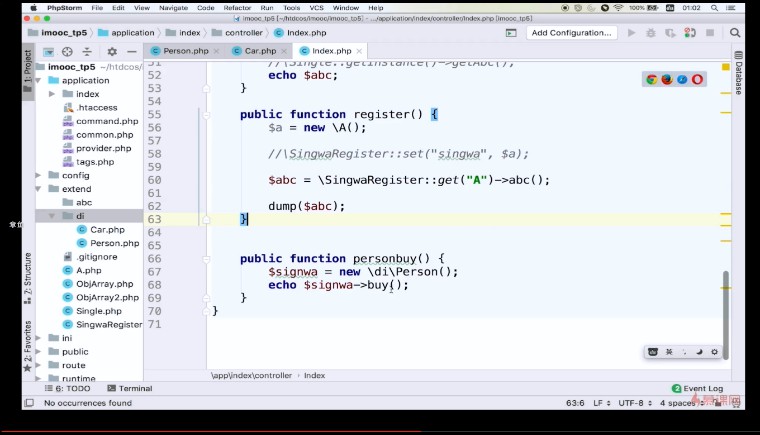 PhpStorm File Edit View Navigate Code Refactor Run Tools VCS Window Help 100% 01:02
imooc_tp5 [~/htdcos/imooc/imooc_tp5] - .../application/index/controller/Index.php [imooc_tp5]
imooc_tp5 application index controller Index.php Add Configuration...
1: Project
Person.php Car.php Index.php
Database
imooc_tp5 ~/htdcos/
application
index
.htaccess
command.php
common.php
provider.php
tags.php
config
extend
abc
di
Car.php
Person.php
.gitignore
A.php
ObjArray.php
ObjArray2.php
Single.php
SingwaRegister
ini
public
route
runtime
7: Structure
2: Favorites
51 //\Single::getInstance()->getAbc();
52 echo $abc;
53 }
54
55 public function register() {
56 $a = new \A();
57
58 //\SingwaRegister::set("singwa", $a);
59
60 $abc = \SingwaRegister::get("A")->abc();
61
62 dump($abc);
63 }
64
65
66 public function personbuy() {
67 $signwa = new \di\Person();
68 echo $signwa->buy();
69 }
70 }
71
英
\app\index\controller Index
6: TODO Terminal 2 Event Log
No occurrences found 63:6 LF UTF-8 4 spaces
慕课网